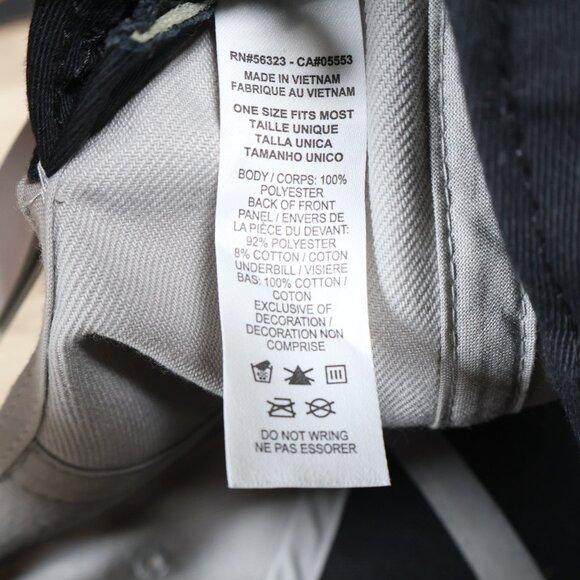 RN#56323 - CA#05553
MADE IN VIETNAM
FABRIQUE AU VIETNAM
ONE SIZE FITS MOST
TAILLE UNIQUE
TALLA UNICA
TAMANHO UNICO
BODY / CORPS: 100%
POLYESTER
BACK OF FRONT
PANEL / ENVERS DE
LA PIÈCE DU DEVANT:
92% POLYESTER
8% COTTON / COTON
UNDERBILL / VISIERE
BAS: 100% COTTON /
COTON
EXCLUSIVE OF
DECORATION /
DECORATION NON
COMPRISE
DO NOT WRING
NE PAS ESSORER